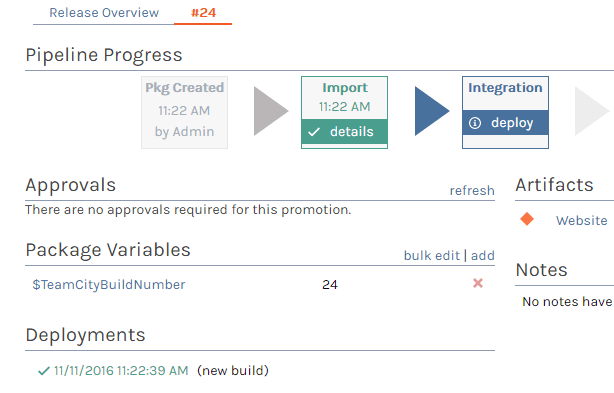 Release Overview #24
Pipeline Progress
Pkg Created
11:22 AM
by Admin
Import
11:22 AM
details
Integration
deploy
Approvals
refresh
There are no approvals required for this promotion.
Package Variables
bulk edit | add
$TeamCityBuildNumber 24
Deployments
11/11/2016 11:22:39 AM (new build)
Artifacts
Website
Notes
No notes have